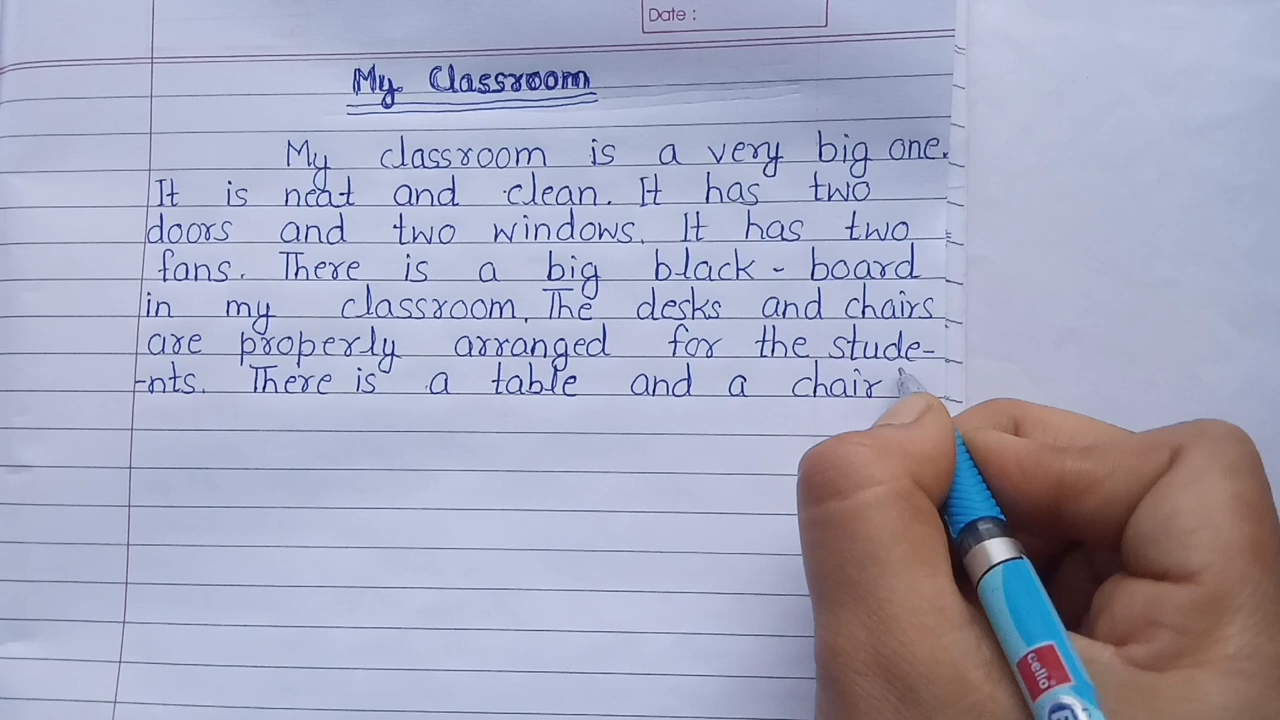 Date :
My Classroom
My classroom is a very big one.
It is neat and clean. It has two
doors and two windows. It has two
fans. There is a big black-board
in my classroom. The desks and chairs
are properly arranged for the stude-
-nts. There is a table and a chair
cello